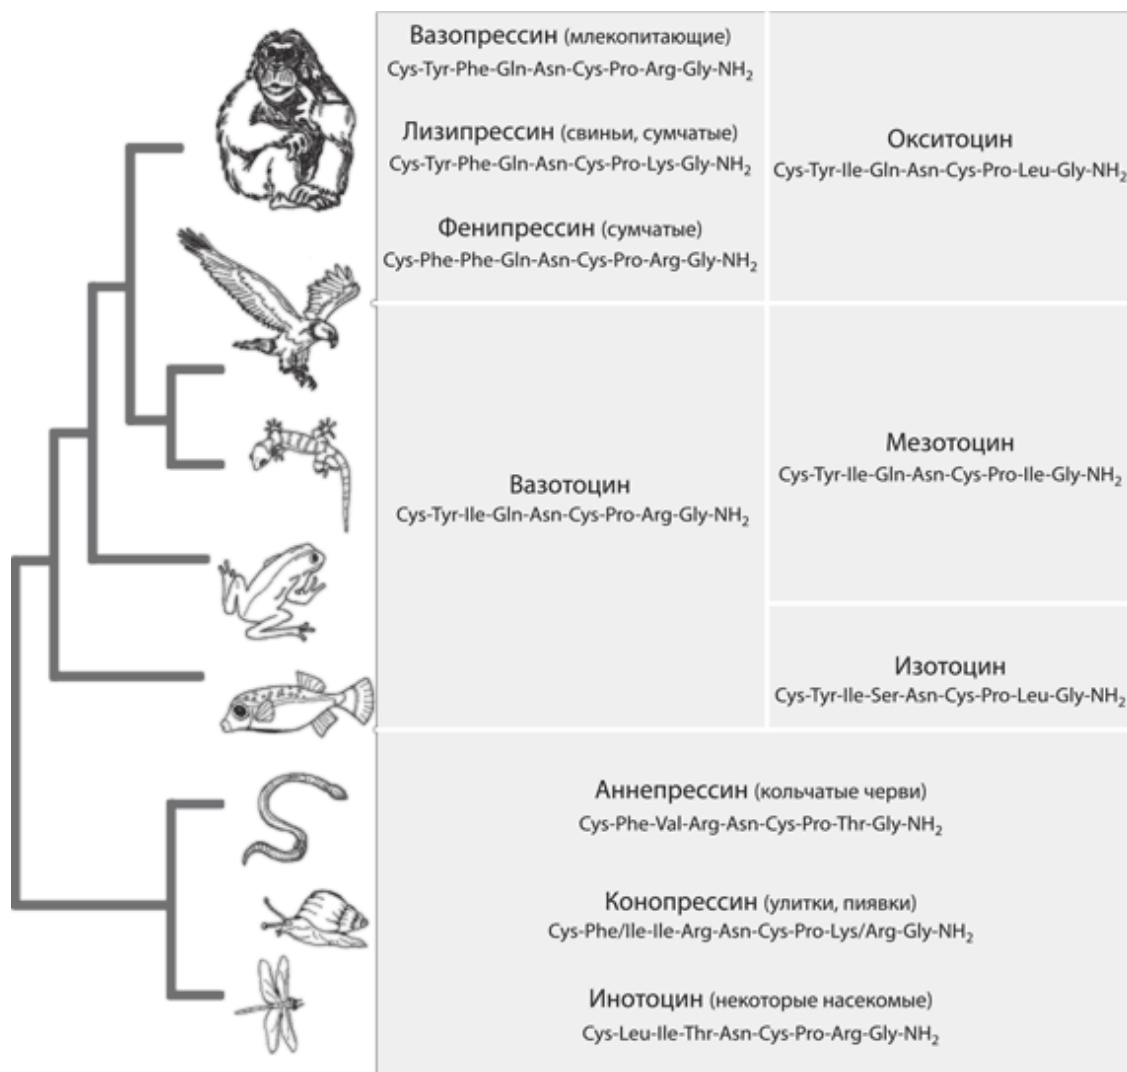 Вазопрессин (млекопитающие)
Cys-Tyr-Phe-Gln-Asn-Cys-Pro-Arg-Gly-NH₂
Лизипрессин (свиньи, сумчатые)
Cys-Tyr-Phe-Gln-Asn-Cys-Pro-Lys-Gly-NH₂
Фенипрессин (сумчатые)
Cys-Phe-Phe-Gln-Asn-Cys-Pro-Arg-Gly-NH₂
Окситоцин
Cys-Tyr-Ile-Gln-Asn-Cys-Pro-Leu-Gly-NH₂
Вазотоцин
Cys-Tyr-Ile-Gln-Asn-Cys-Pro-Arg-Gly-NH₂
Мезотоцин
Cys-Tyr-Ile-Gln-Asn-Cys-Pro-Ile-Gly-NH₂
Изотоцин
Cys-Tyr-Ile-Ser-Asn-Cys-Pro-Leu-Gly-NH₂
Аннепрессин (кольчатые черви)
Cys-Phe-Val-Arg-Asn-Cys-Pro-Thr-Gly-NH₂
Конопрессин (улитки, пиявки)
Cys-Phe/Ile-Ile-Arg-Asn-Cys-Pro-Lys/Arg-Gly-NH₂
Инотоцин (некоторые насекомые)
Cys-Leu-Ile-Thr-Asn-Cys-Pro-Arg-Gly-NH₂